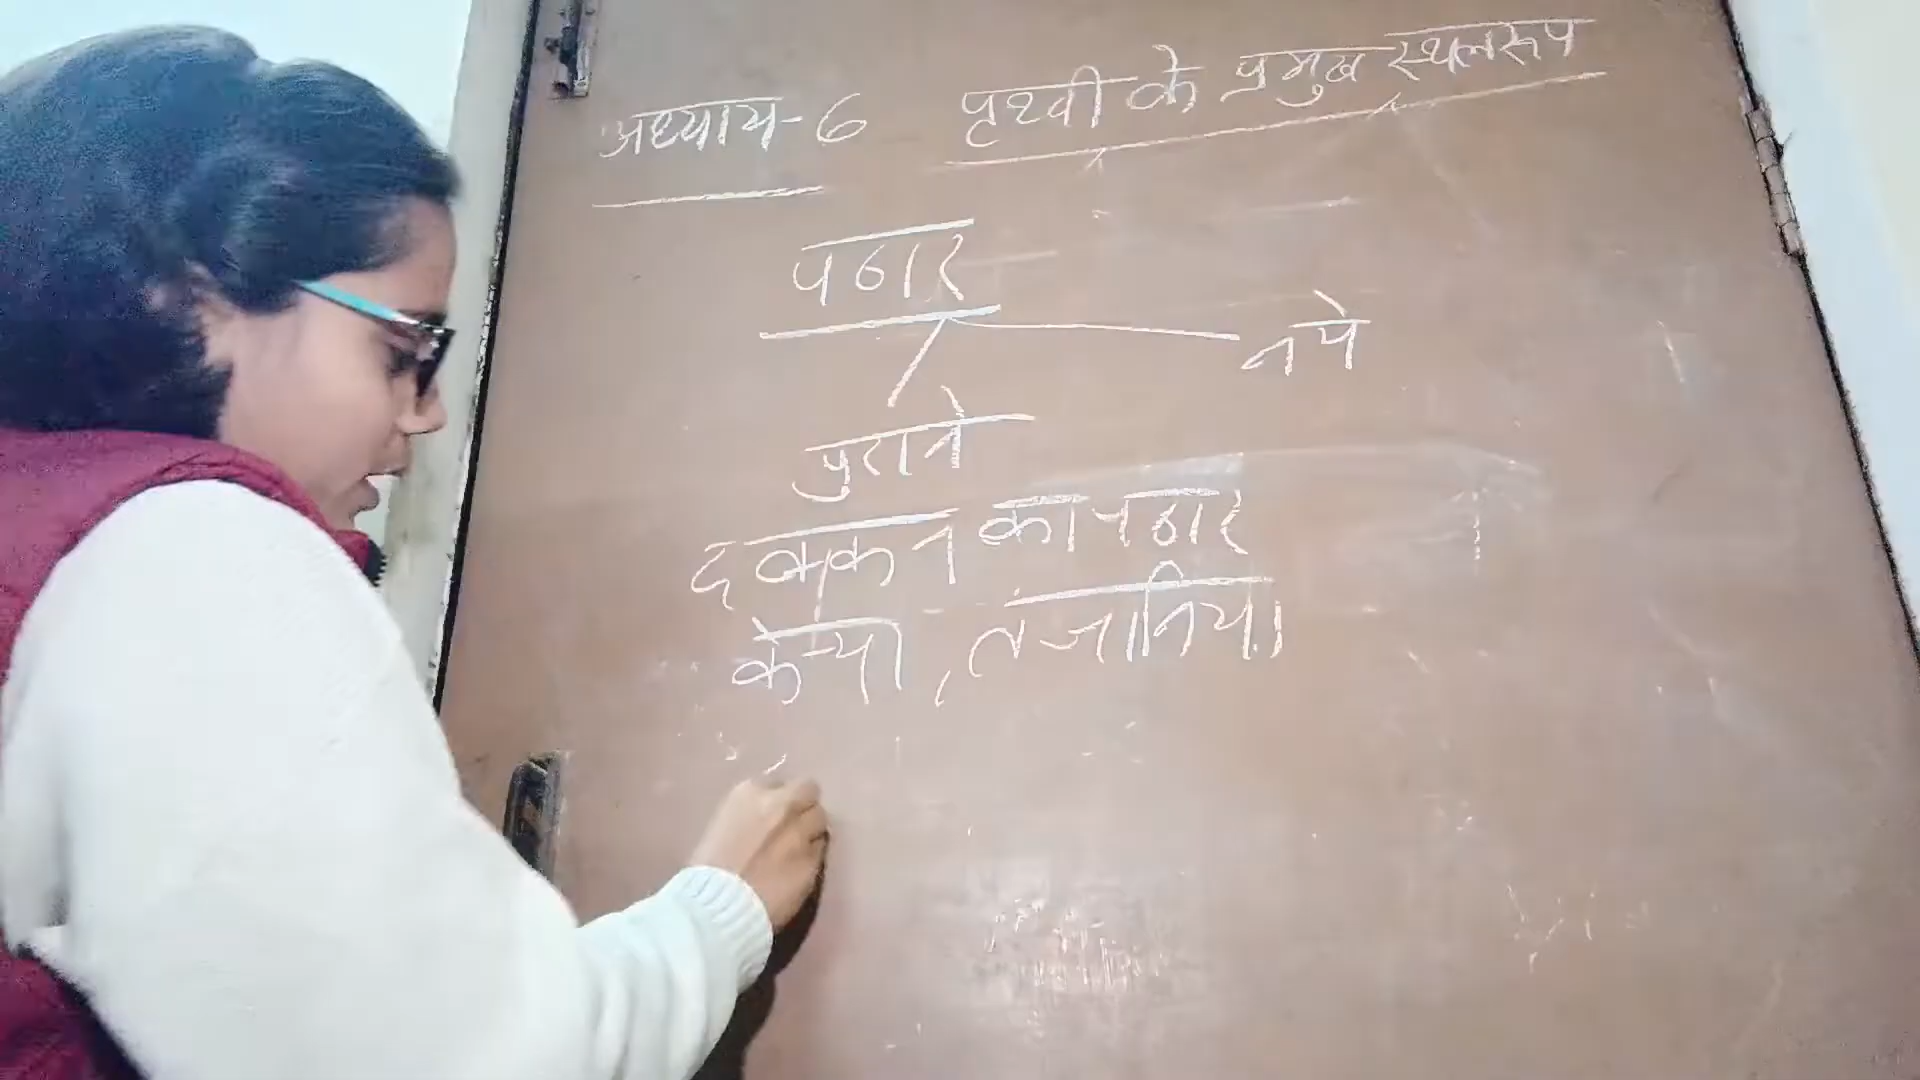 अध्याय-6 पृथ्वी के प्रमुख स्थलरूप
पठार
नये
पुराने
दक्कन का पठार
केन्या, तंजानिया